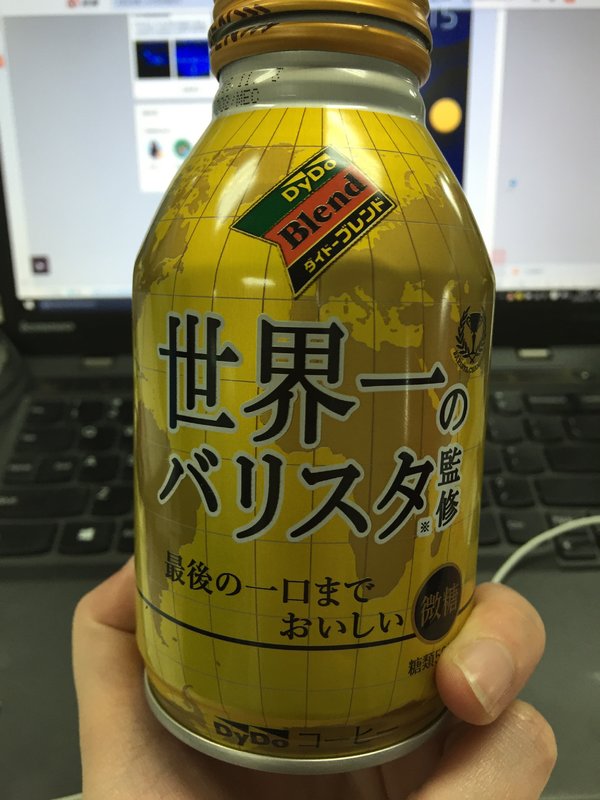 DyDo
Blend
ダイドーブレンド
世界一の
バリスタ※
監修
最後の一口まで
おいしい
微糖
糖類
DyDo コーヒー